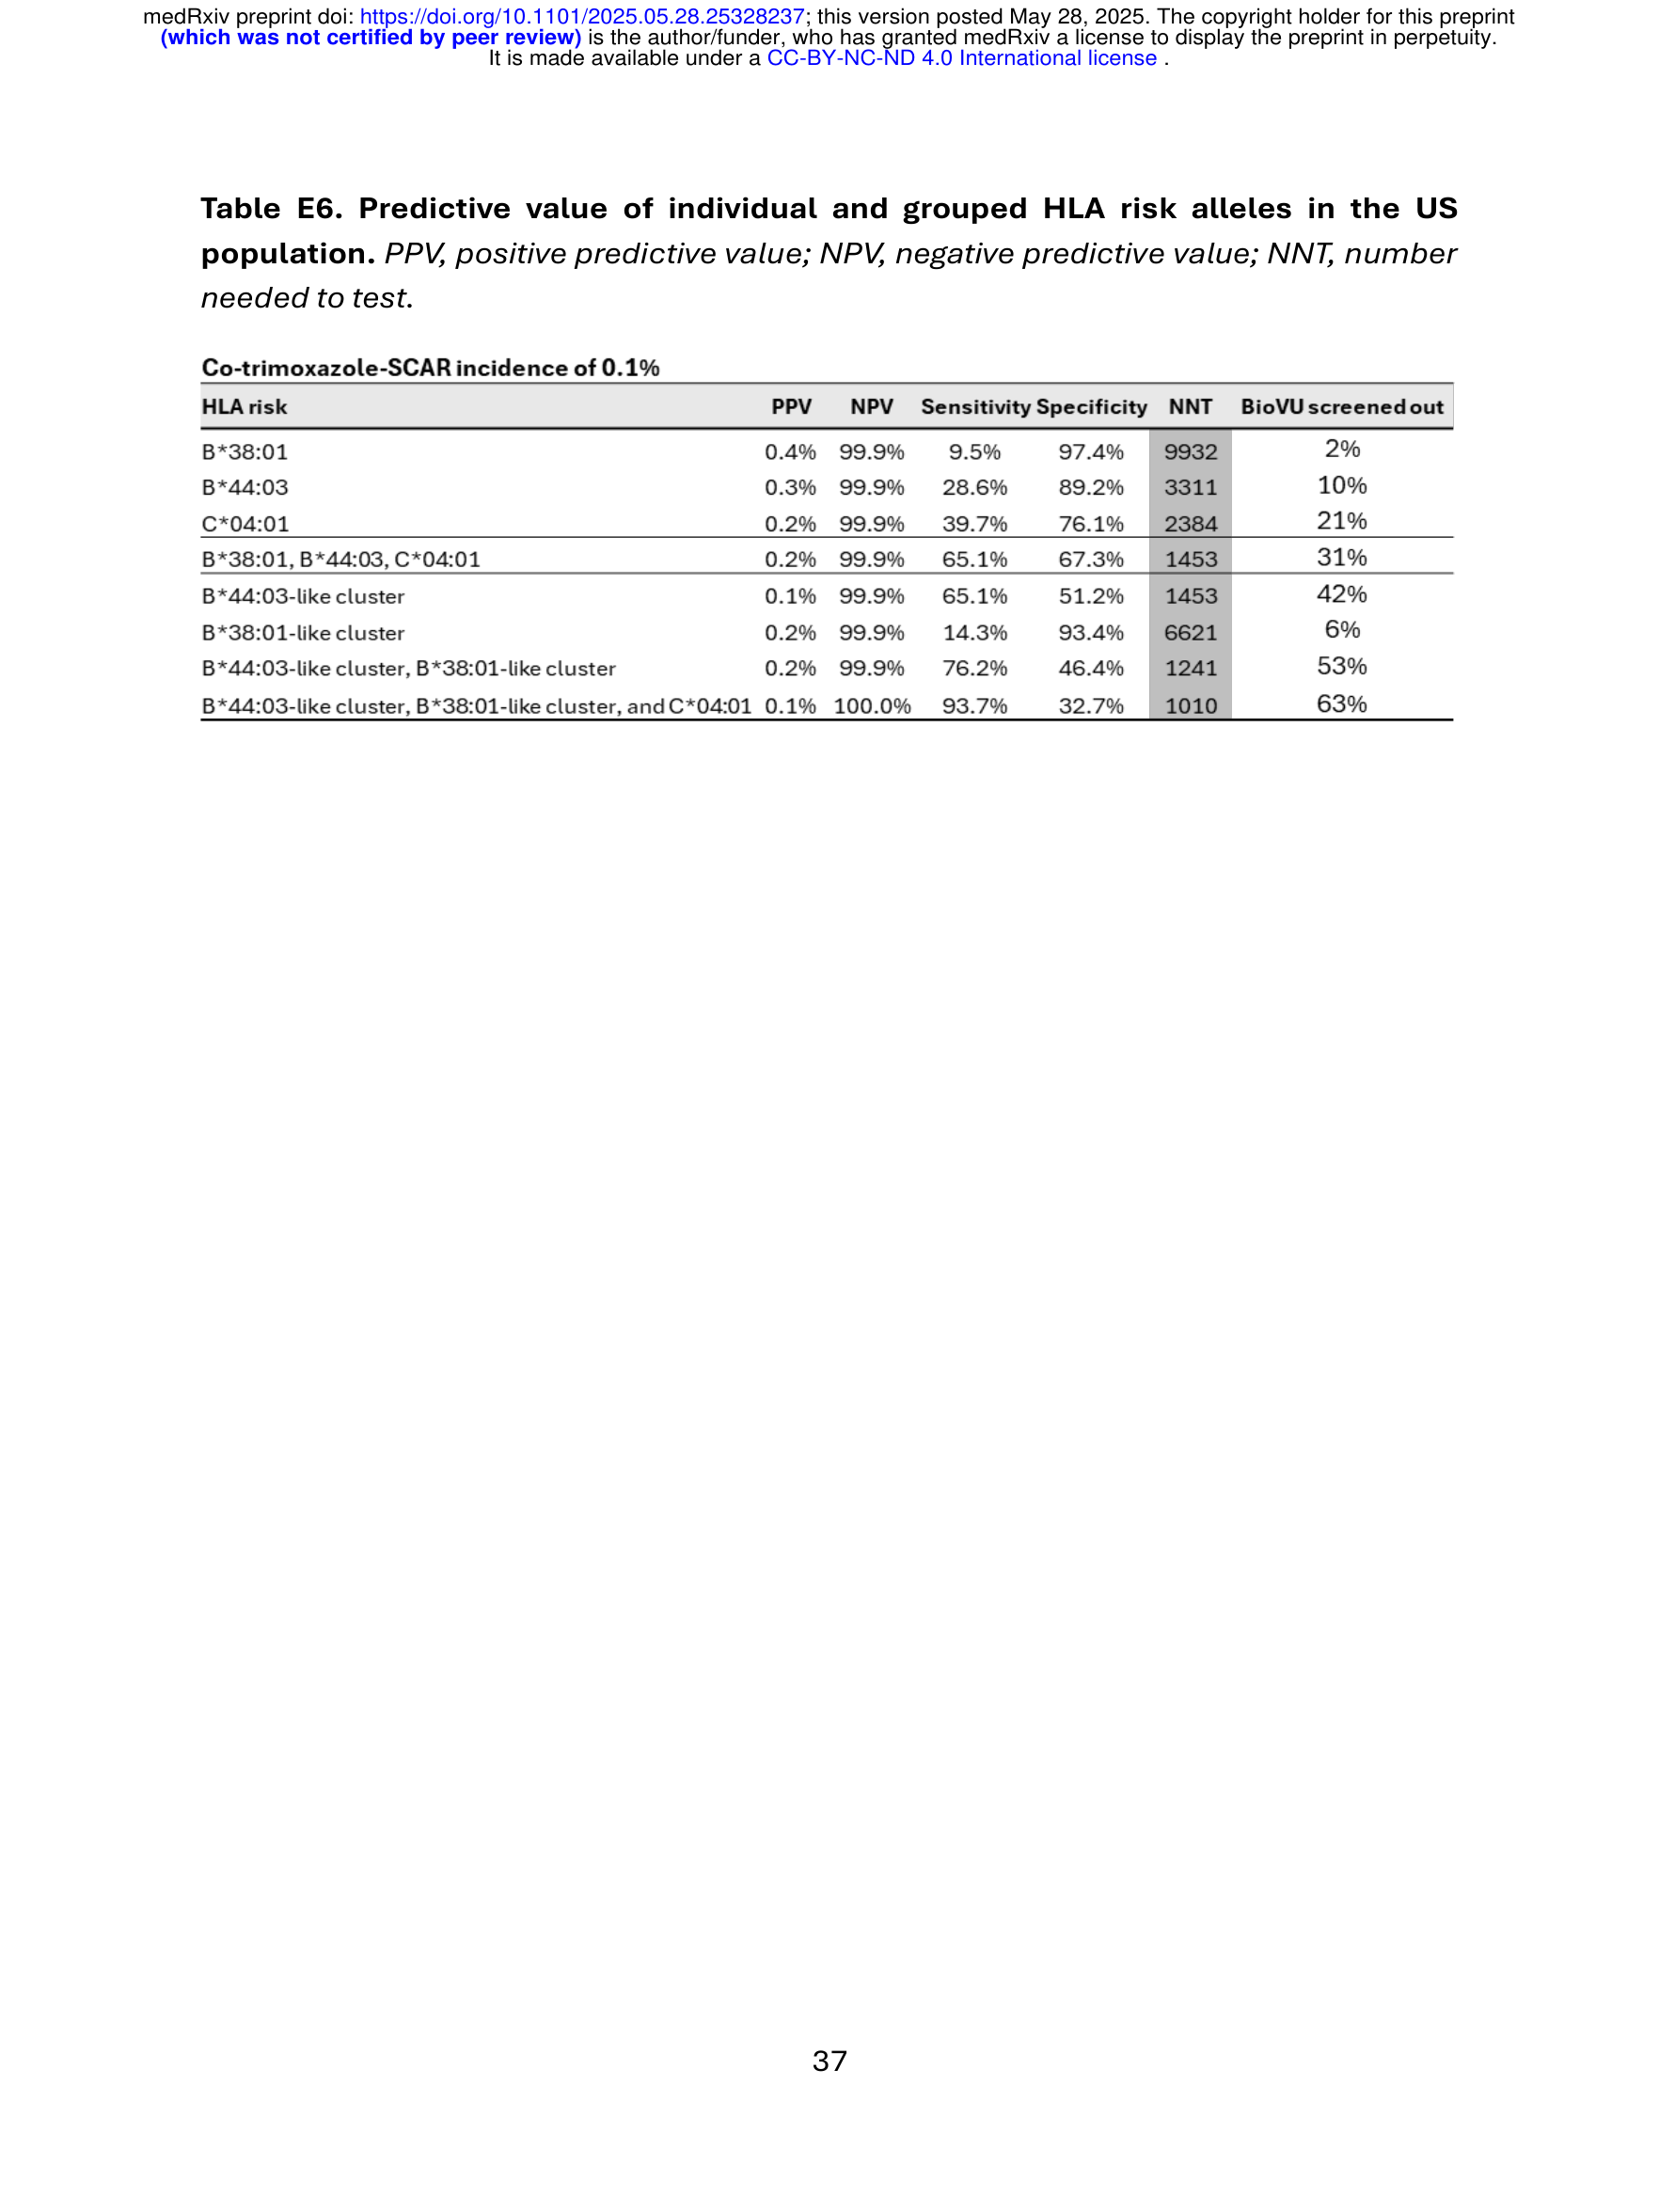 medRxiv preprint doi: https://doi.org/10.1101/2025.05.28.25328237; this version posted May 28, 2025. The copyright holder for this preprint
(which was not certified by peer review) is the author/funder, who has granted medRxiv a license to display the preprint in perpetuity.
It is made available under a CC-BY-NC-ND 4.0 International license .
Table E6. Predictive value of individual and grouped HLA risk alleles in the US
population. PPV, positive predictive value; NPV, negative predictive value; NNT, number
needed to test.
Co-trimoxazole-SCAR incidence of 0.1%
HLA risk PPV NPV Sensitivity Specificity NNT BioVU screened out
B*38:01 0.4% 99.9% 9.5% 97.4% 9932 2%
B*44:03 0.3% 99.9% 28.6% 89.2% 3311 10%
C*04:01 0.2% 99.9% 39.7% 76.1% 2384 21%
B*38:01, B*44:03, C*04:01 0.2% 99.9% 65.1% 67.3% 1453 31%
B*44:03-like cluster 0.1% 99.9% 65.1% 51.2% 1453 42%
B*38:01-like cluster 0.2% 99.9% 14.3% 93.4% 6621 6%
B*44:03-like cluster, B*38:01-like cluster 0.2% 99.9% 76.2% 46.4% 1241 53%
B*44:03-like cluster, B*38:01-like cluster, and C*04:01 0.1% 100.0% 93.7% 32.7% 1010 63%
37